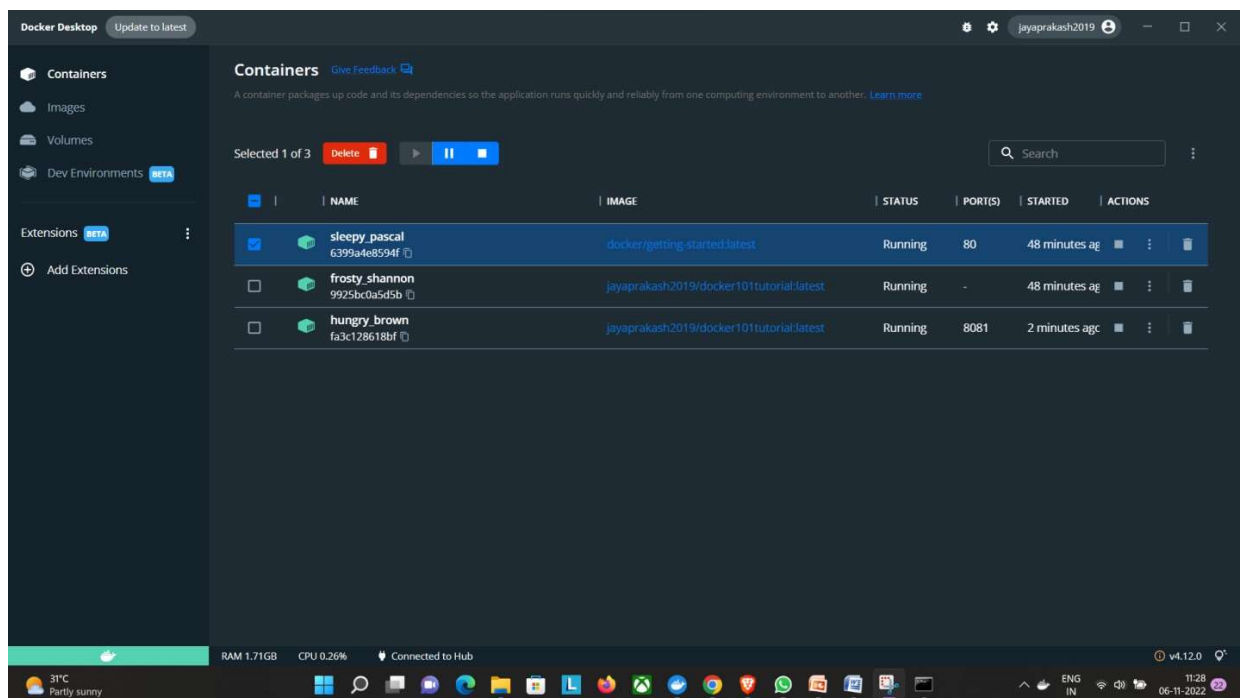 Docker Desktop Update to latest jayaprakash2019
Containers
Images
Volumes
Dev Environments BETA
Extensions BETA
Add Extensions
Containers Give Feedback
A container packages up code and its dependencies so the application runs quickly and reliably from one computing environment to another. Learn more
Selected 1 of 3 Delete Search
NAME IMAGE STATUS PORT(S) STARTED ACTIONS
sleepy_pascal docker/getting-started:latest Running 80 48 minutes ag
6399a4e8594f
frosty_shannon jayaprakash2019/docker101tutorial:latest Running - 48 minutes ag
9925bc0a5d5b
hungry_brown jayaprakash2019/docker101tutorial:latest Running 8081 2 minutes agc
fa3c128618bf
RAM 1.71GB CPU 0.26% Connected to Hub v4.12.0
31°C
Partly sunny
L
ENG
IN
11:28
06-11-2022
22